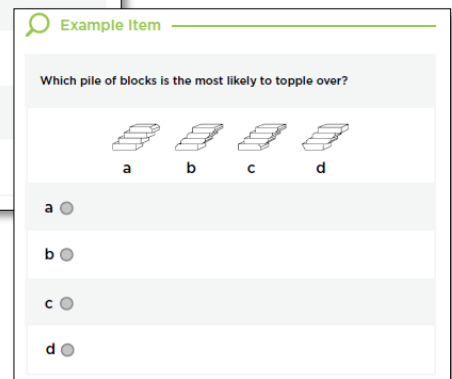 Example Item
Which pile of blocks is the most likely to topple over?
a b c d
a
b
c
d